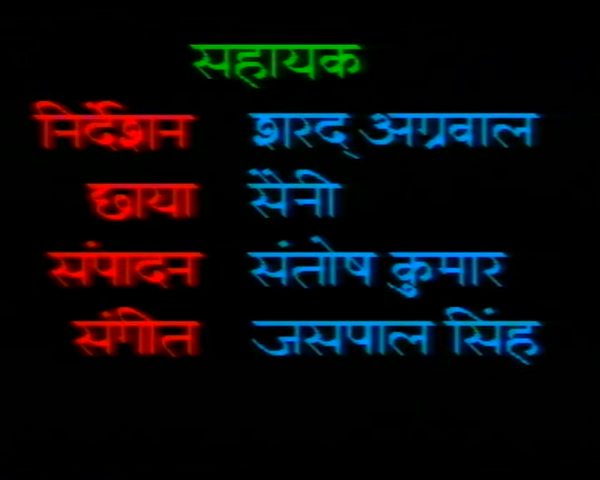 सहायक
निर्देशन शरद् अग्रवाल
छाया सैनी
संपादन संतोष कुमार
संगीत जसपाल सिंह